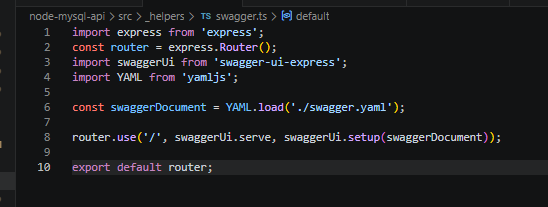 node-mysql-api > src > _helpers > TS swagger.ts > default
1 import express from 'express';
2 const router = express.Router();
3 import swaggerUi from 'swagger-ui-express';
4 import YAML from 'yamljs';
5
6 const swaggerDocument = YAML.load('./swagger.yaml');
7
8 router.use('/', swaggerUi.serve, swaggerUi.setup(swaggerDocument));
9
10 export default router;